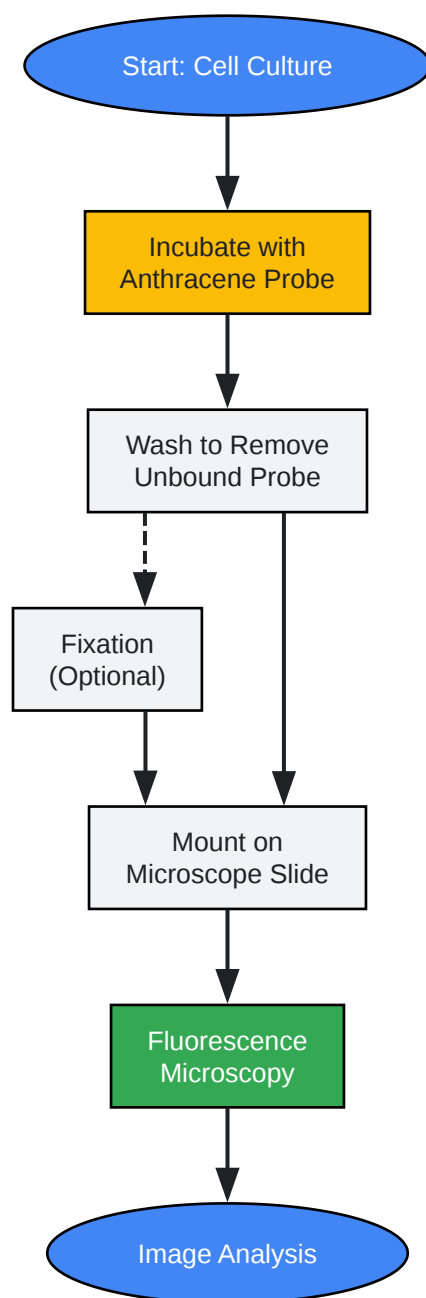 Start: Cell Culture
Incubate with
Anthracene Probe
Wash to Remove
Unbound Probe
Fixation
(Optional)
Mount on
Microscope Slide
Fluorescence
Microscopy
Image Analysis